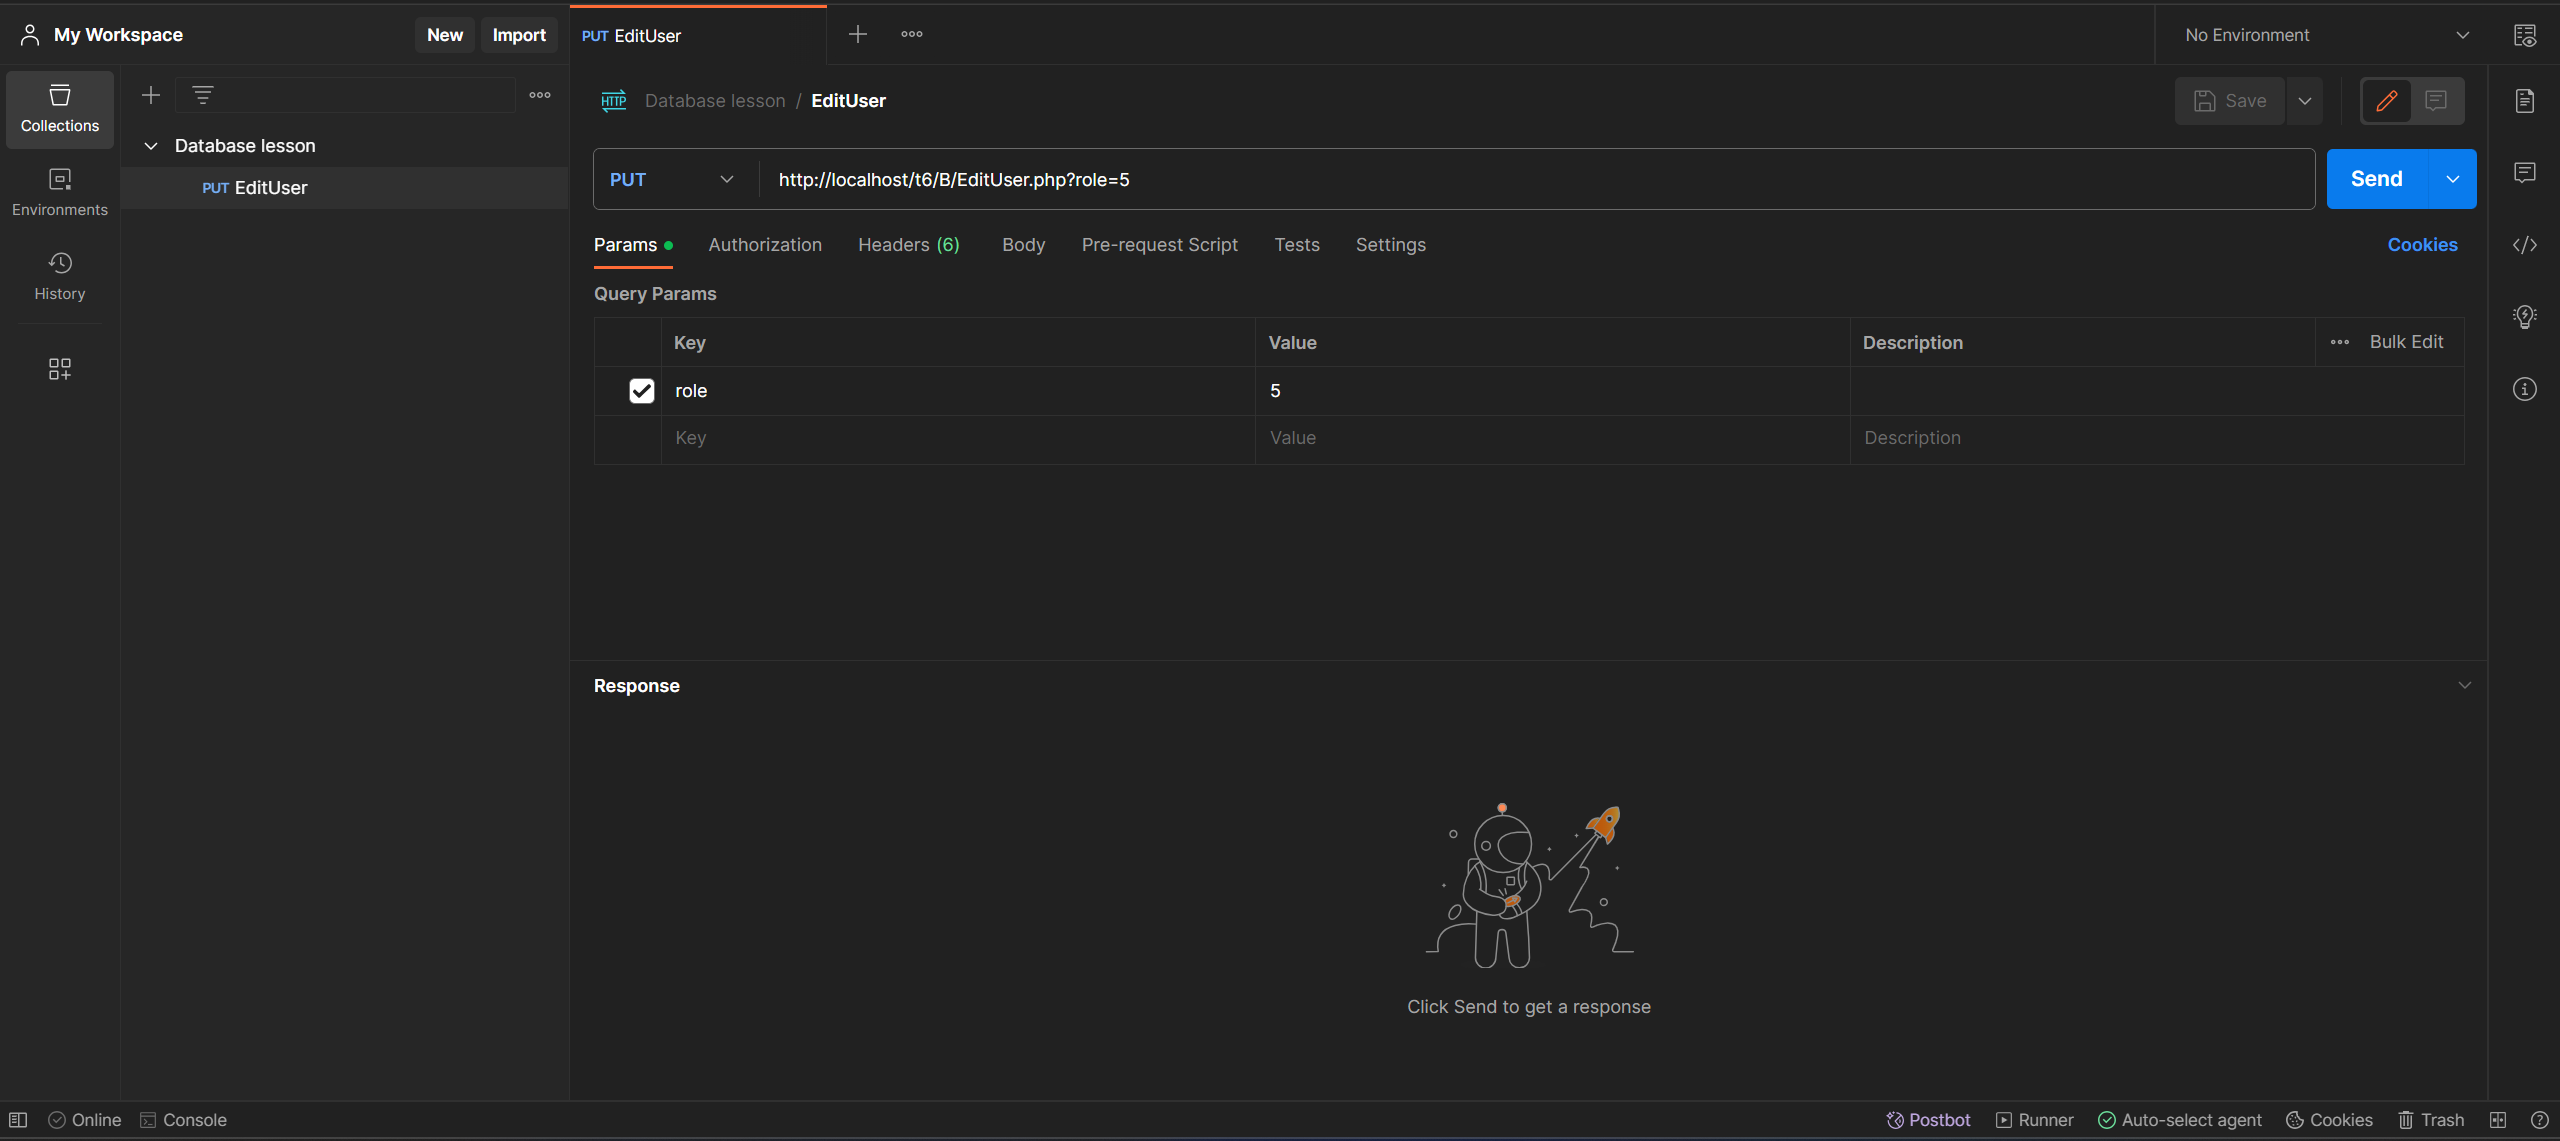 My Workspace New Import PUT EditUser No Environment
HTTP Database lesson / EditUser Save
Collections
Database lesson
PUT EditUser
Environments
History
PUT http://localhost/t6/B/EditUser.php?role=5 Send
Params Authorization Headers (6) Body Pre-request Script Tests Settings Cookies
Query Params
Key Value Description Bulk Edit
role 5
Key Value Description
Response
Click Send to get a response
Online Console Postbot Runner Auto-select agent Cookies Trash